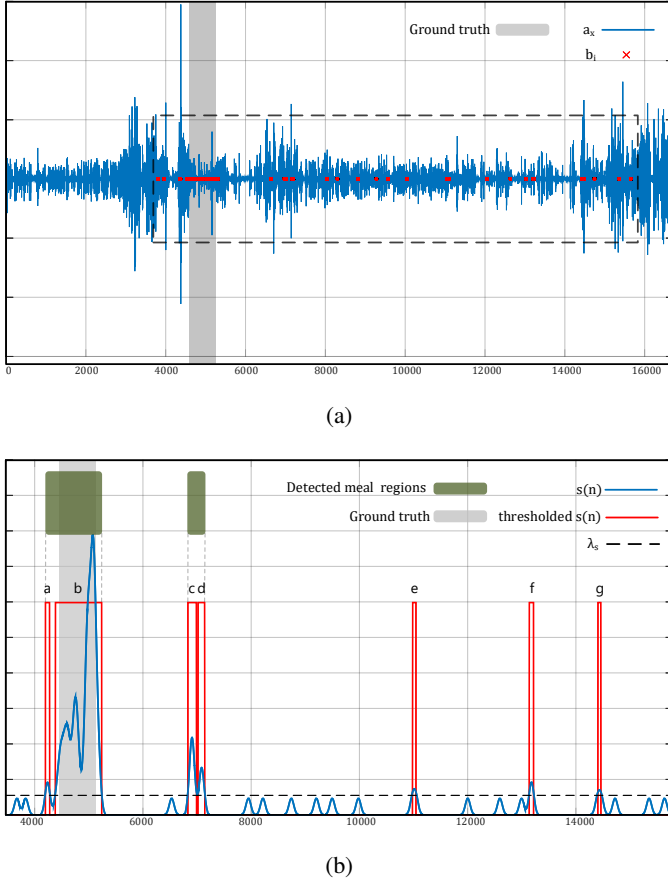 Ground truth
aₓ
bᵢ
0 2000 4000 6000 8000 10000 12000 14000 16000
(a)
Detected meal regions
s(n)
Ground truth
thresholded s(n)
λₛ
a b c d e f g
4000 6000 8000 10000 12000 14000
(b)